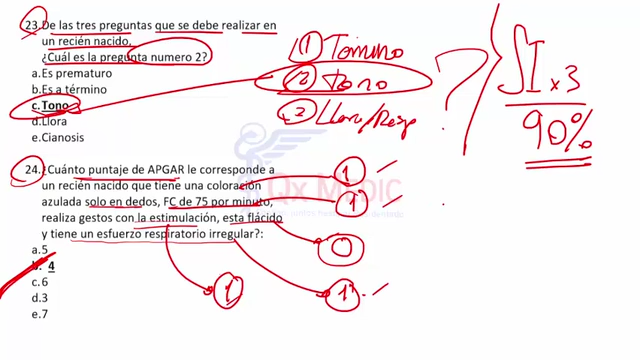 23.De las tres preguntas que se debe realizar en
un recién nacido,
¿Cuál es la pregunta numero 2?
a.Es prematuro
b.Es a término
c.Tono
d.Llora
e.Cianosis
① Término
② Tono
③ Llora/Resp
?
SI x 3
90%
24.¿Cuánto puntaje de APGAR le corresponde a
un recién nacido que tiene una coloración
azulada solo en dedos, FC de 75 por minuto,
realiza gestos con la estimulación, esta flácido
y tiene un esfuerzo respiratorio irregular?:
a.5
b. 4
c.6
d.3
e.7
1
1
0
1
1
Qx MEDIC